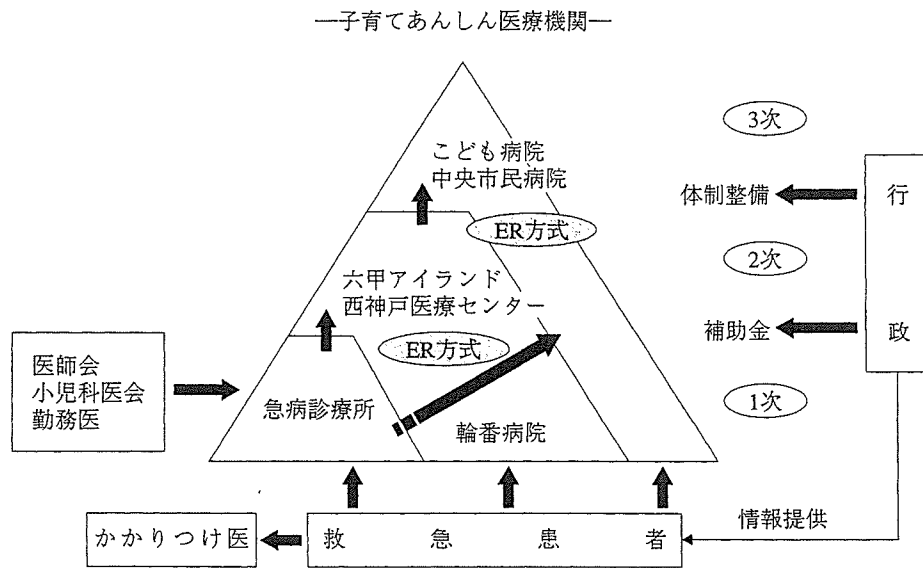 ―子育てあんしん医療機関―
3次
こども病院
中央市民病院
体制整備
行政
ER方式
2次
六甲アイランド
西神戸医療センター
補助金
ER方式
医師会
小児科医会
勤務医
1次
急病診療所
輪番病院
情報提供
かかりつけ医
救急患者